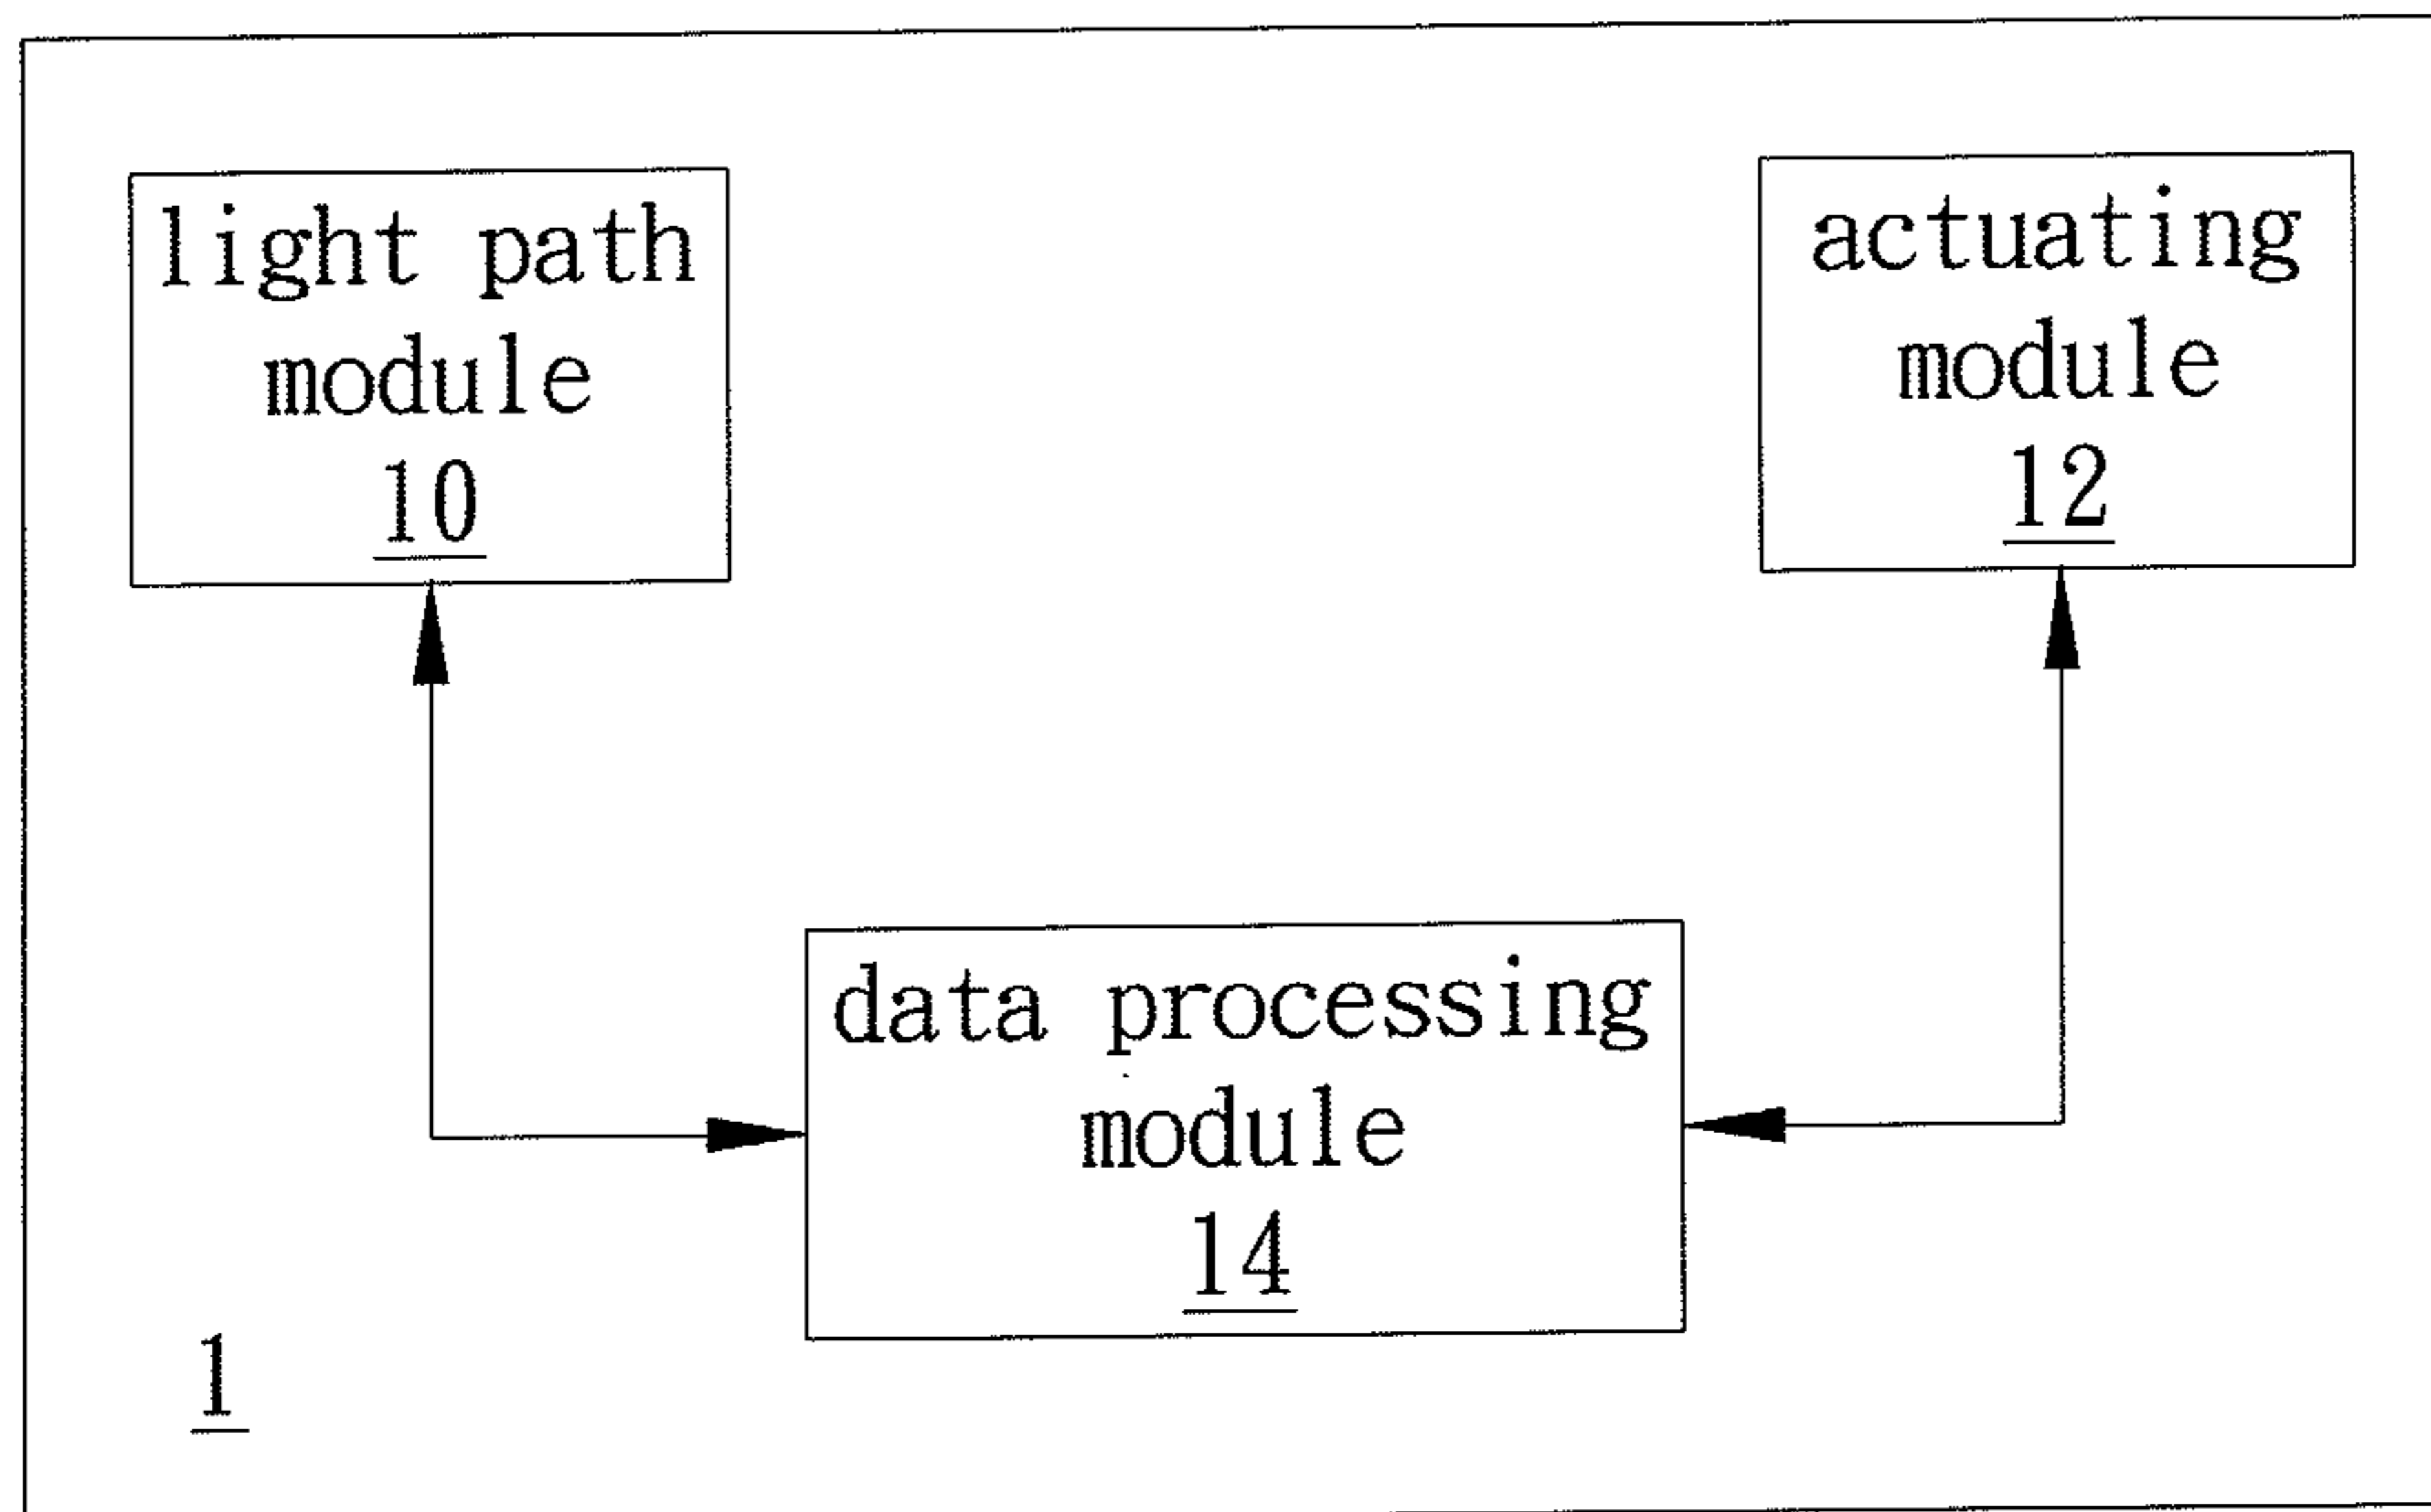 light path
module
10
actuating
module
12
data processing
module
14
1